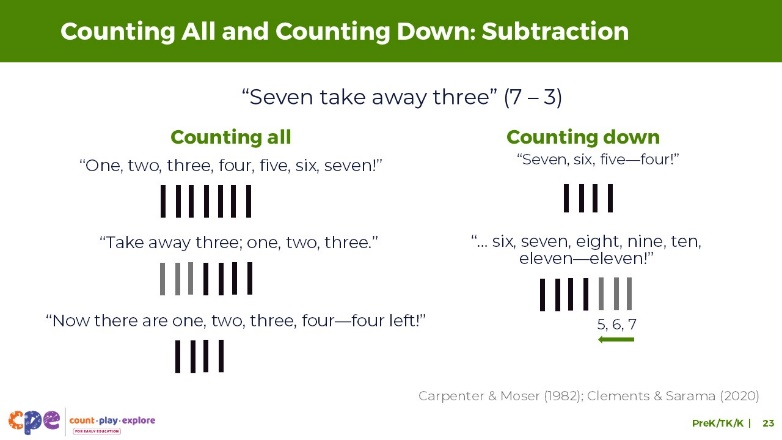 Counting All and Counting Down: Subtraction
“Seven take away three” (7 – 3)
Counting all
“One, two, three, four, five, six, seven!”
“Take away three; one, two, three.”
“Now there are one, two, three, four—four left!”
Counting down
“Seven, six, five—four!”
“... six, seven, eight, nine, ten,
eleven—eleven!”
5, 6, 7
Carpenter & Moser (1982); Clements & Sarama (2020)
cpe
count·play·explore
FOR EARLY EDUCATION
PreK/TK/K | 23